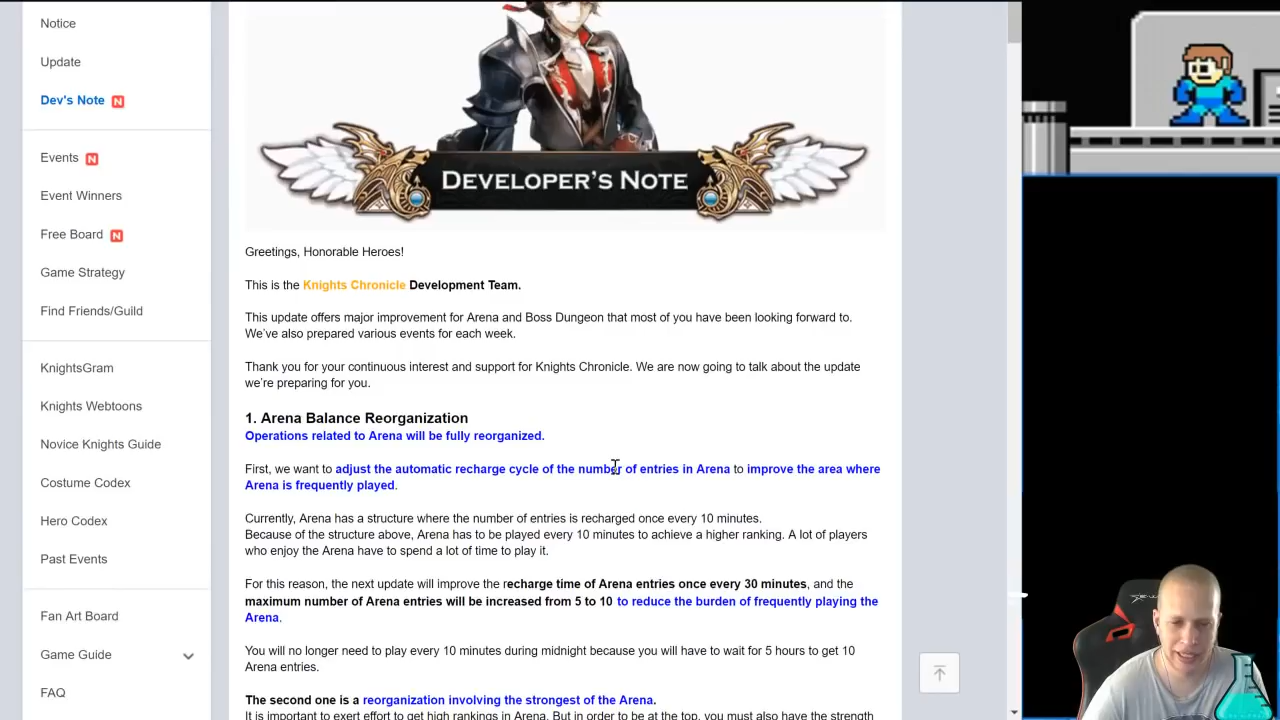 Notice
Update
Dev's Note N
Events N
Event Winners
Free Board N
Game Strategy
Find Friends/Guild
KnightsGram
Knights Webtoons
Novice Knights Guide
Costume Codex
Hero Codex
Past Events
Fan Art Board
Game Guide
FAQ
DEVELOPER'S NOTE
Greetings, Honorable Heroes!
This is the Knights Chronicle Development Team.
This update offers major improvement for Arena and Boss Dungeon that most of you have been looking forward to.
We've also prepared various events for each week.
Thank you for your continuous interest and support for Knights Chronicle. We are now going to talk about the update
we're preparing for you.
1. Arena Balance Reorganization
Operations related to Arena will be fully reorganized.
First, we want to adjust the automatic recharge cycle of the number of entries in Arena to improve the area where
Arena is frequently played.
Currently, Arena has a structure where the number of entries is recharged once every 10 minutes.
Because of the structure above, Arena has to be played every 10 minutes to achieve a higher ranking. A lot of players
who enjoy the Arena have to spend a lot of time to play it.
For this reason, the next update will improve the recharge time of Arena entries once every 30 minutes, and the
maximum number of Arena entries will be increased from 5 to 10 to reduce the burden of frequently playing the
Arena.
You will no longer need to play every 10 minutes during midnight because you will have to wait for 5 hours to get 10
Arena entries.
The second one is a reorganization involving the strongest of the Arena.
It is important to exert effort to get high rankings in Arena. But in order to be at the top, you must also have the strength